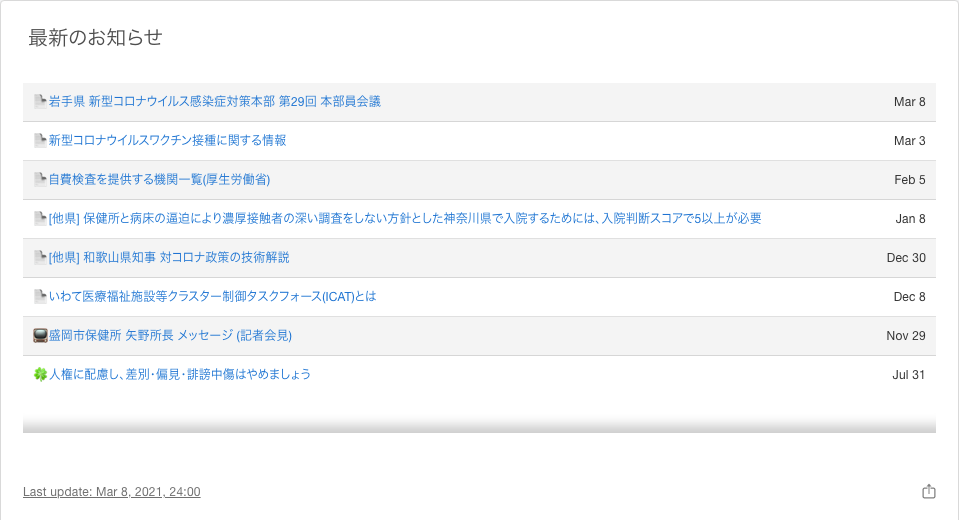 最新のお知らせ
岩手県 新型コロナウイルス感染症対策本部 第29回 本部員会議 Mar 8
新型コロナウイルスワクチン接種に関する情報 Mar 3
自費検査を提供する機関一覧(厚生労働省) Feb 5
[他県] 保健所と病床の逼迫により濃厚接触者の深い調査をしない方針とした神奈川県で入院するためには、入院判断スコアで5以上が必要 Jan 8
[他県] 和歌山県知事 対コロナ政策の技術解説 Dec 30
いわて医療福祉施設等クラスター制御タスクフォース(ICAT)とは Dec 8
盛岡市保健所 矢野所長 メッセージ (記者会見) Nov 29
人権に配慮し、差別・偏見・誹謗中傷はやめましょう Jul 31
Last update: Mar 8, 2021, 24:00